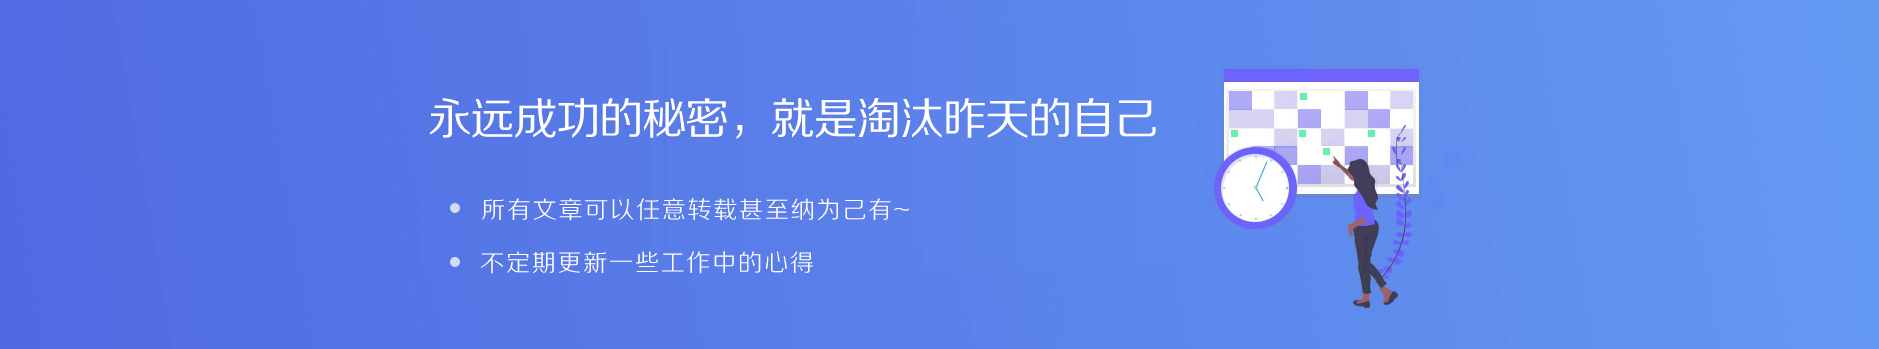 永远成功的秘密，就是淘汰昨天的自己
所有文章可以任意转载甚至纳为己有~
不定期更新一些工作中的心得